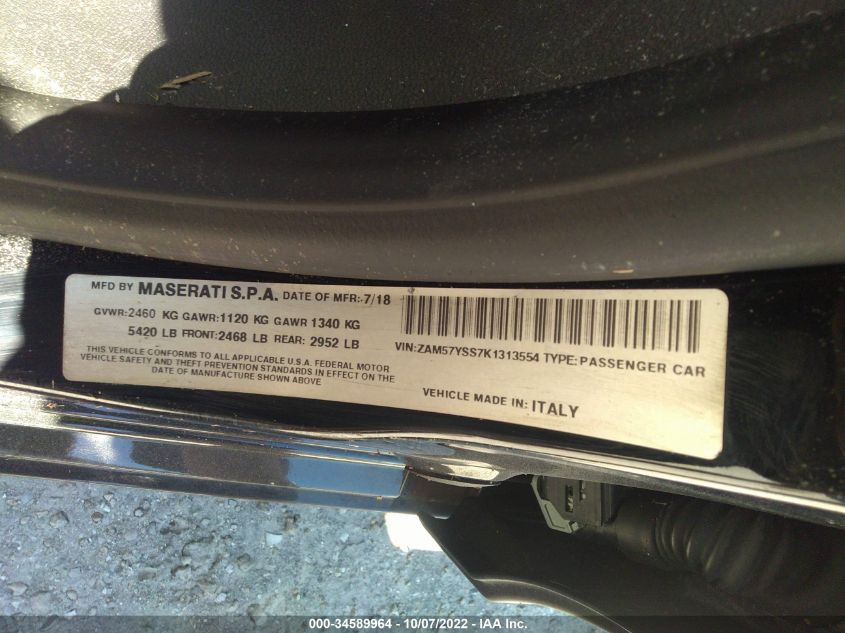 MFD BY MASERATI S.P.A. DATE OF MFR:7/18
GVWR:2460 KG GAWR:1120 KG GAWR 1340 KG
5420 LB FRONT:2468 LB REAR: 2952 LB
THIS VEHICLE CONFORMS TO ALL APPLICABLE U.S.A. FEDERAL MOTOR
VEHICLE SAFETY AND THEFT PREVENTION STANDARDS IN EFFECT ON THE
DATE OF MANUFACTURE SHOWN ABOVE
VIN:ZAM57YSS7K1313554 TYPE:PASSENGER CAR
VEHICLE MADE IN: ITALY
000-34589964 - 10/07/2022 - IAA Inc.